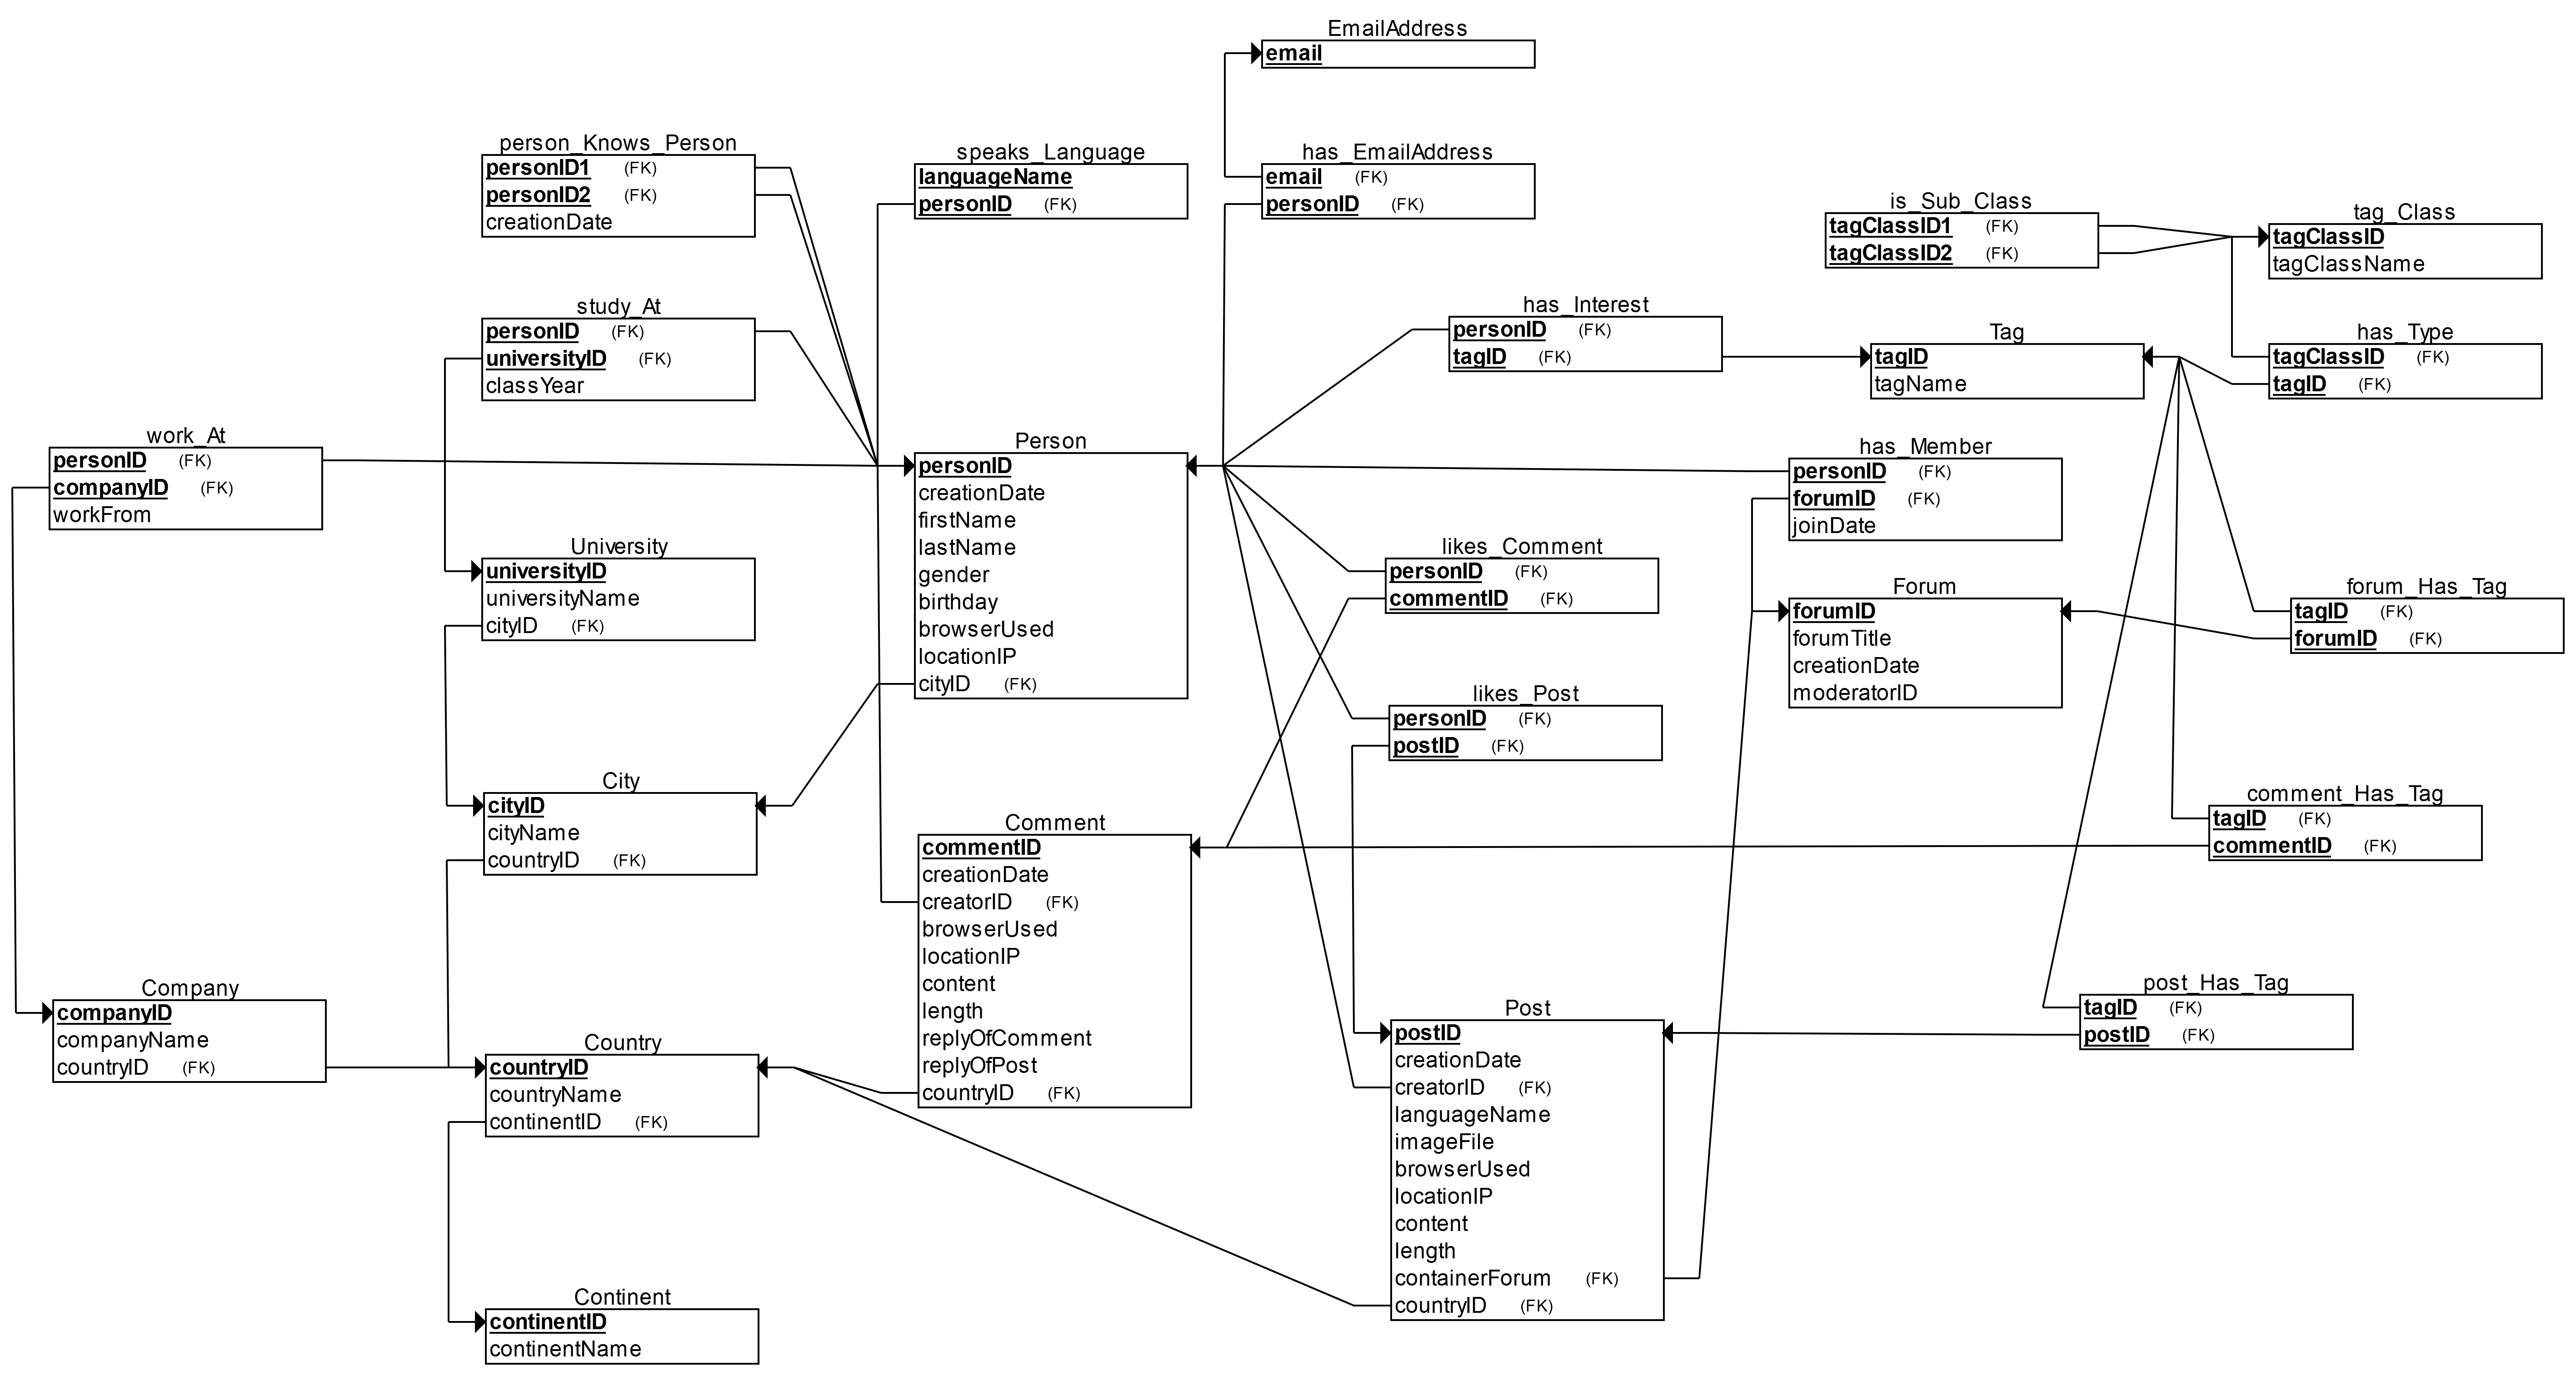 EmailAddress
email
person_Knows_Person
personID1 (FK)
personID2 (FK)
creationDate
speaks_Language
languageName
personID (FK)
has_EmailAddress
email (FK)
personID (FK)
is_Sub_Class
tagClassID1 (FK)
tagClassID2 (FK)
tag_Class
tagClassID
tagClassName
study_At
personID (FK)
universityID (FK)
classYear
has_Interest
personID (FK)
tagID (FK)
Tag
tagID
tagName
has_Type
tagClassID (FK)
tagID (FK)
work_At
personID (FK)
companyID (FK)
workFrom
Person
personID
creationDate
firstName
lastName
gender
birthday
browserUsed
locationIP
cityID (FK)
has_Member
personID (FK)
forumID (FK)
joinDate
University
universityID
universityName
cityID (FK)
likes_Comment
personID (FK)
commentID (FK)
Forum
forumID
forumTitle
creationDate
moderatorID
forum_Has_Tag
tagID (FK)
forumID (FK)
likes_Post
personID (FK)
postID (FK)
City
cityID
cityName
countryID (FK)
Comment
commentID
creationDate
creatorID (FK)
browserUsed
locationIP
content
length
replyOfComment
replyOfPost
countryID (FK)
comment_Has_Tag
tagID (FK)
commentID (FK)
Company
companyID
companyName
countryID (FK)
Country
countryID
countryName
continentID (FK)
Post
postID
creationDate
creatorID (FK)
languageName
imageFile
browserUsed
locationIP
content
length
containerForum (FK)
countryID (FK)
post_Has_Tag
tagID (FK)
postID (FK)
Continent
continentID
continentName